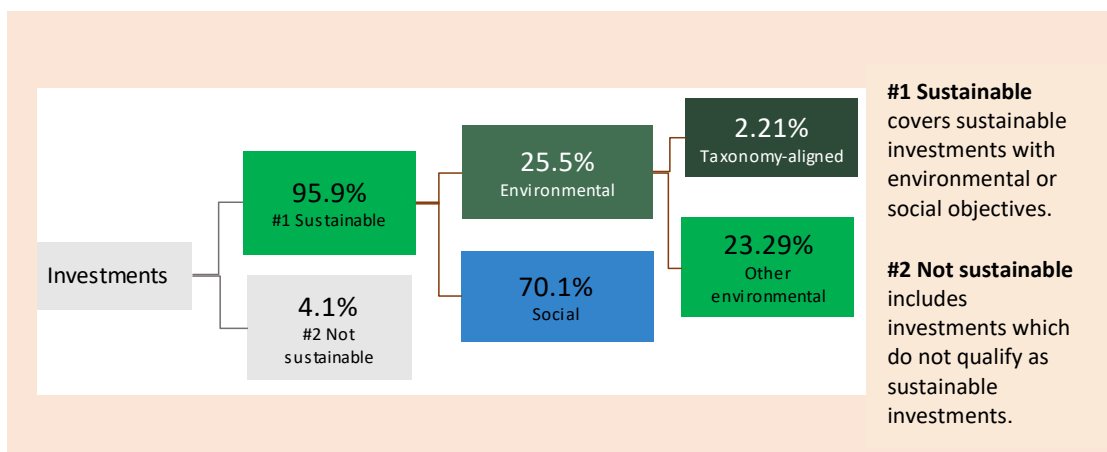 Investments
95.9%
#1 Sustainable
4.1%
#2 Not
sustainable
25.5%
Environmental
70.1%
Social
2.21%
Taxonomy-aligned
23.29%
Other
environmental
#1 Sustainable
covers sustainable
investments with
environmental or
social objectives.
#2 Not sustainable
includes
investments which
do not qualify as
sustainable
investments.